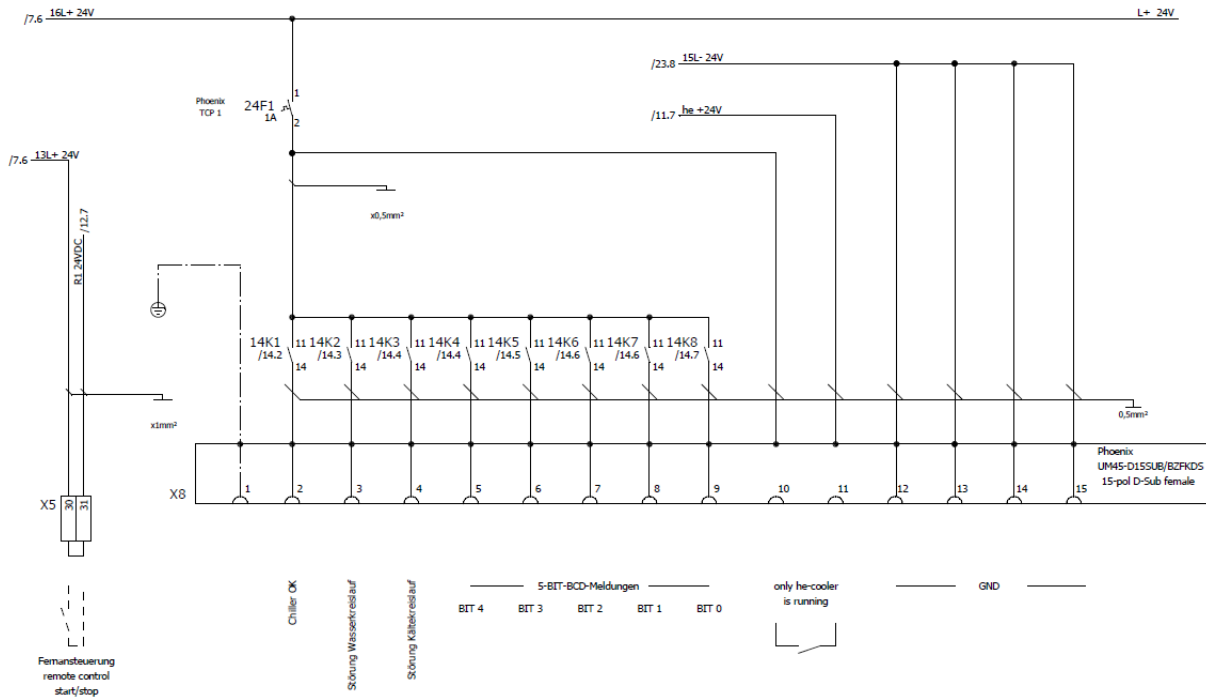 /7.6 16L+ 24V
L+ 24V
/23.8 15L- 24V
Phoenix
TCP 1
24F1
1A
1
2
/11.7 he +24V
/7.6 13L+ 24V
x0,5mm²
R1 24VDC /12.7
14K1 11 14K2 11 14K3 11 14K4 11 14K5 11 14K6 11 14K7 11 14K8 11
/14.2 /14.3 /14.4 /14.4 /14.5 /14.6 /14.6 /14.7
14 14 14 14 14 14 14 14
x1mm²
0,5mm²
Phoenix
UM45-D15SUB/BZFKDS
15-pol D-Sub female
X8 1 2 3 4 5 6 7 8 9 10 11 12 13 14 15
X5 30 31
Chiller OK
Störung Wasserkreislauf
Störung Kältekreislauf
5-BIT-BCD-Meldungen
BIT 4 BIT 3 BIT 2 BIT 1 BIT 0
only he-cooler
is running
GND
Fernansteuerung
remote control
start/stop